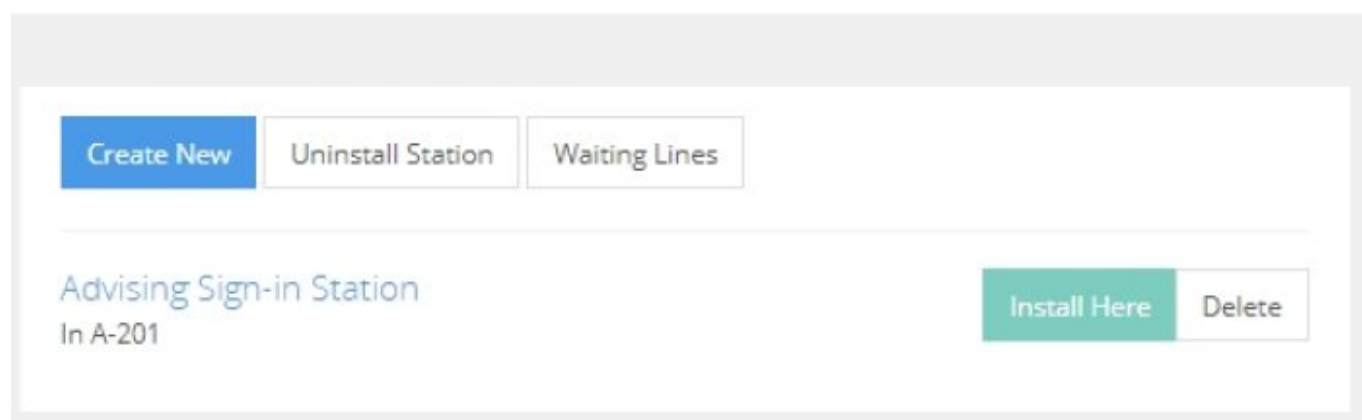 Create New Uninstall Station Waiting Lines
Advising Sign-in Station Install Here Delete
In A-201